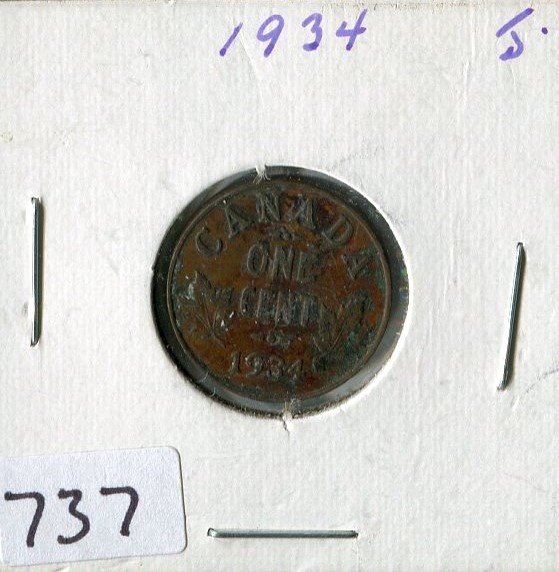 1934 5.
CANADA
ONE
CENT
1934
737